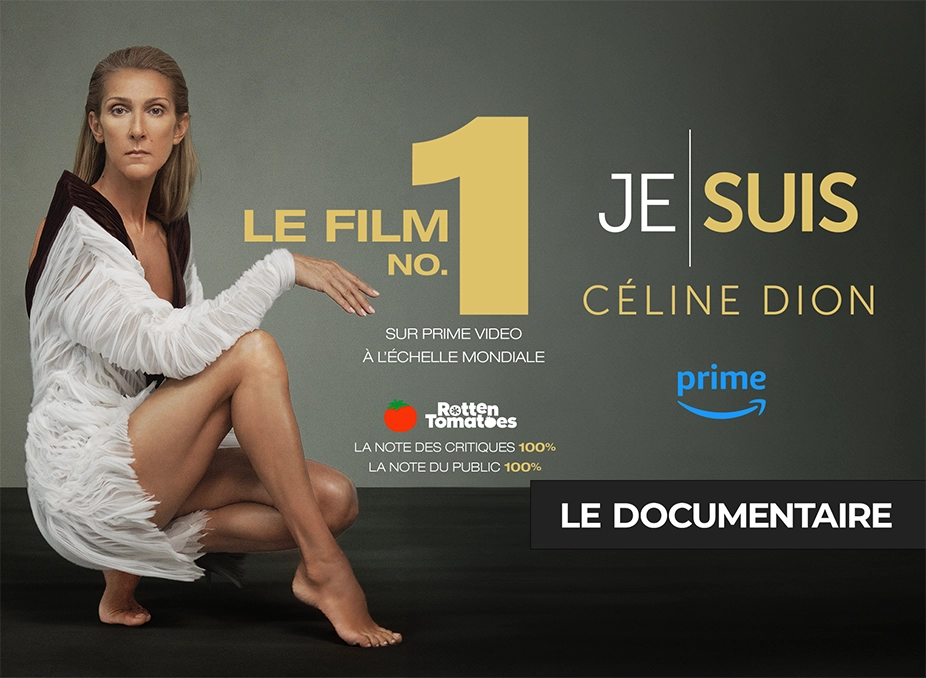 LE FILM
NO. 1
SUR PRIME VIDEO
À L'ÉCHELLE MONDIALE
Rotten
Tomatoes
LA NOTE DES CRITIQUES 100%
LA NOTE DU PUBLIC 100%
JE SUIS
CÉLINE DION
prime
LE DOCUMENTAIRE